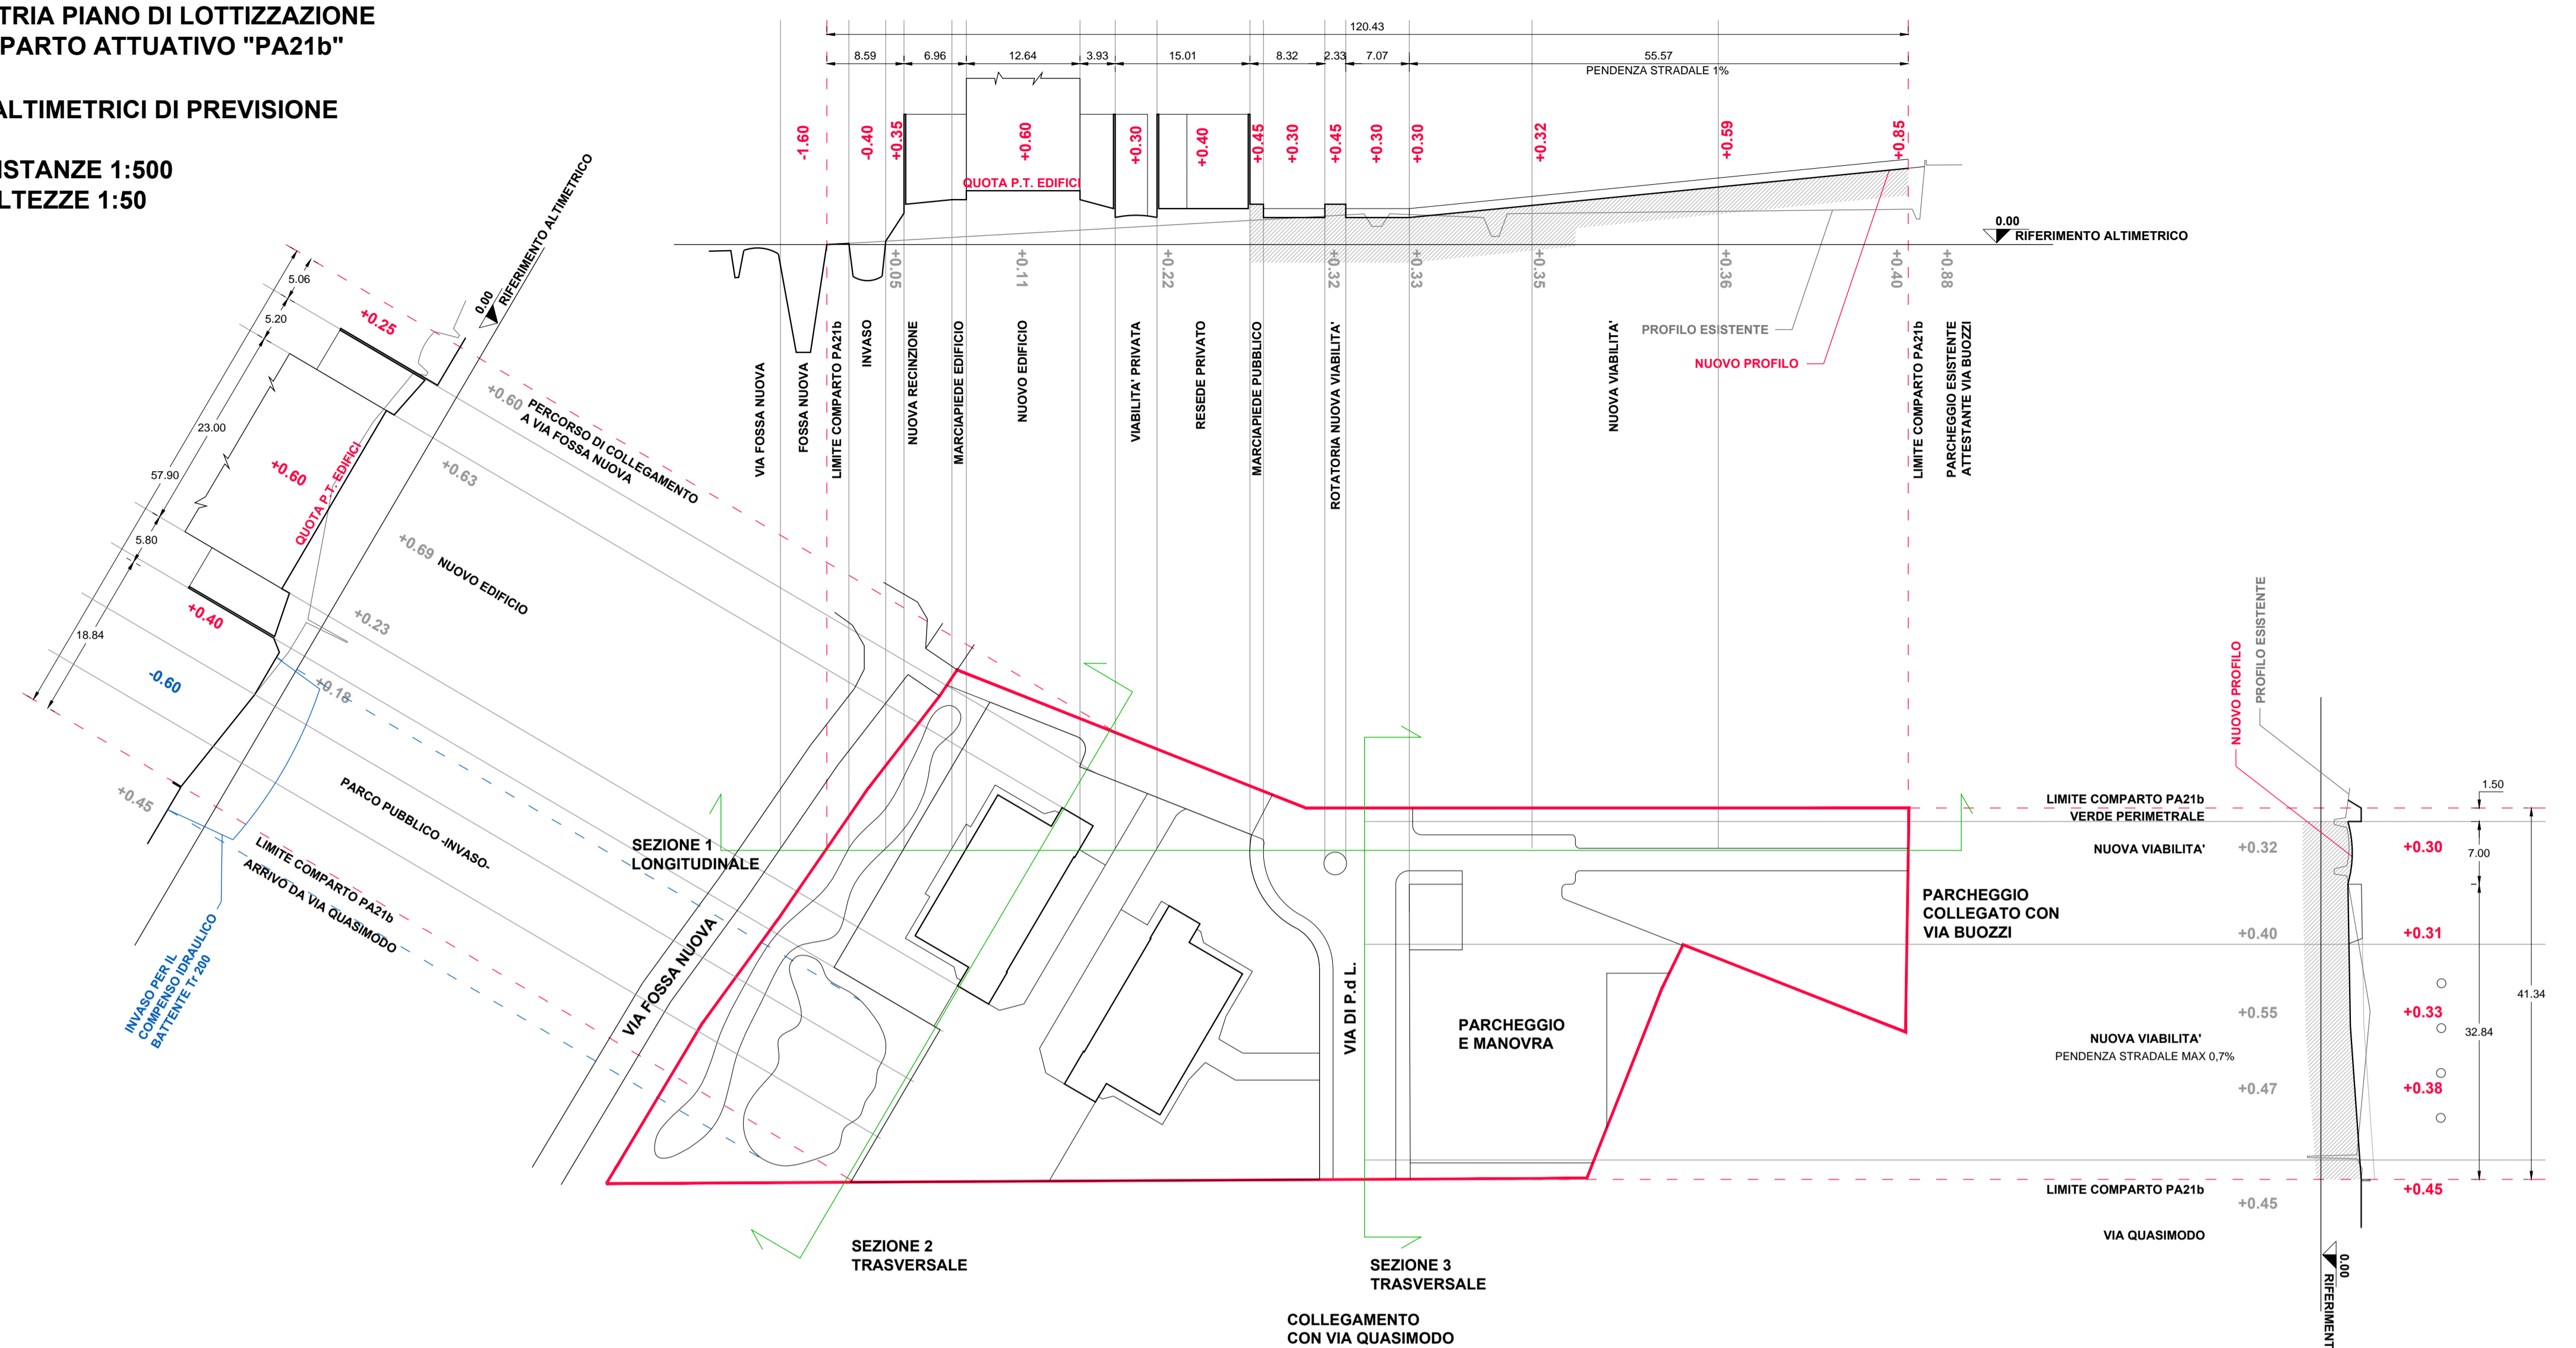 TRIA PIANO DI LOTTIZZAZIONE
PARTO ATTUATIVO "PA21b"
ALTIMETRICI DI PREVISIONE
ISTANZE 1:500
LTEZZE 1:50
120.43
8.59
6.96
12.64
3.93
15.01
8.32
2.33
7.07
55.57
PENDENZA STRADALE 1%
-1.60
-0.40
+0.35
+0.60
+0.30
+0.40
+0.45
+0.30
+0.45
+0.30
+0.30
+0.32
+0.59
+0.85
QUOTA P.T. EDIFICI
0.00
RIFERIMENTO ALTIMETRICO
+0.05
+0.11
+0.22
+0.32
+0.33
+0.35
+0.36
+0.40
+0.88
VIA FOSSA NUOVA
FOSSA NUOVA
LIMITE COMPARTO PA21b
INVASO
NUOVA RECINZIONE
MARCIAPIEDE EDIFICIO
NUOVO EDIFICIO
VIABILITA' PRIVATA
RESEDE PRIVATO
MARCIAPIEDE PUBBLICO
ROTATORIA NUOVA VIABILITA'
NUOVA VIABILITA'
LIMITE COMPARTO PA21b
PARCHEGGIO ESISTENTE
ATTESTANTE VIA BUOZZI
PROFILO ESISTENTE
NUOVO PROFILO
0.00
RIFERIMENTO ALTIMETRICO
5.06
5.20
23.00
57.90
5.80
18.84
+0.25
+0.60
QUOTA P.T. EDIFICI
+0.40
-0.60
+0.60
PERCORSO DI COLLEGAMENTO
A VIA FOSSA NUOVA
+0.63
+0.69
NUOVO EDIFICIO
+0.23
+0.18
+0.45
PARCO PUBBLICO -INVASO-
LIMITE COMPARTO PA21b
ARRIVO DA VIA QUASIMODO
INVASO PER IL
COMPENSO IDRAULICO
BATTENTE Tr 200
SEZIONE 1
LONGITUDINALE
VIA FOSSA NUOVA
VIA DI P.d L.
PARCHEGGIO
E MANOVRA
PARCHEGGIO
COLLEGATO CON
VIA BUOZZI
SEZIONE 2
TRASVERSALE
SEZIONE 3
TRASVERSALE
COLLEGAMENTO
CON VIA QUASIMODO
NUOVO PROFILO
PROFILO ESISTENTE
LIMITE COMPARTO PA21b
VERDE PERIMETRALE
NUOVA VIABILITA'
+0.32
+0.40
+0.55
NUOVA VIABILITA'
PENDENZA STRADALE MAX 0,7%
+0.47
LIMITE COMPARTO PA21b
+0.45
VIA QUASIMODO
+0.30
+0.31
+0.33
+0.38
+0.45
1.50
7.00
41.34
32.84
0.00
RIFERIMENT